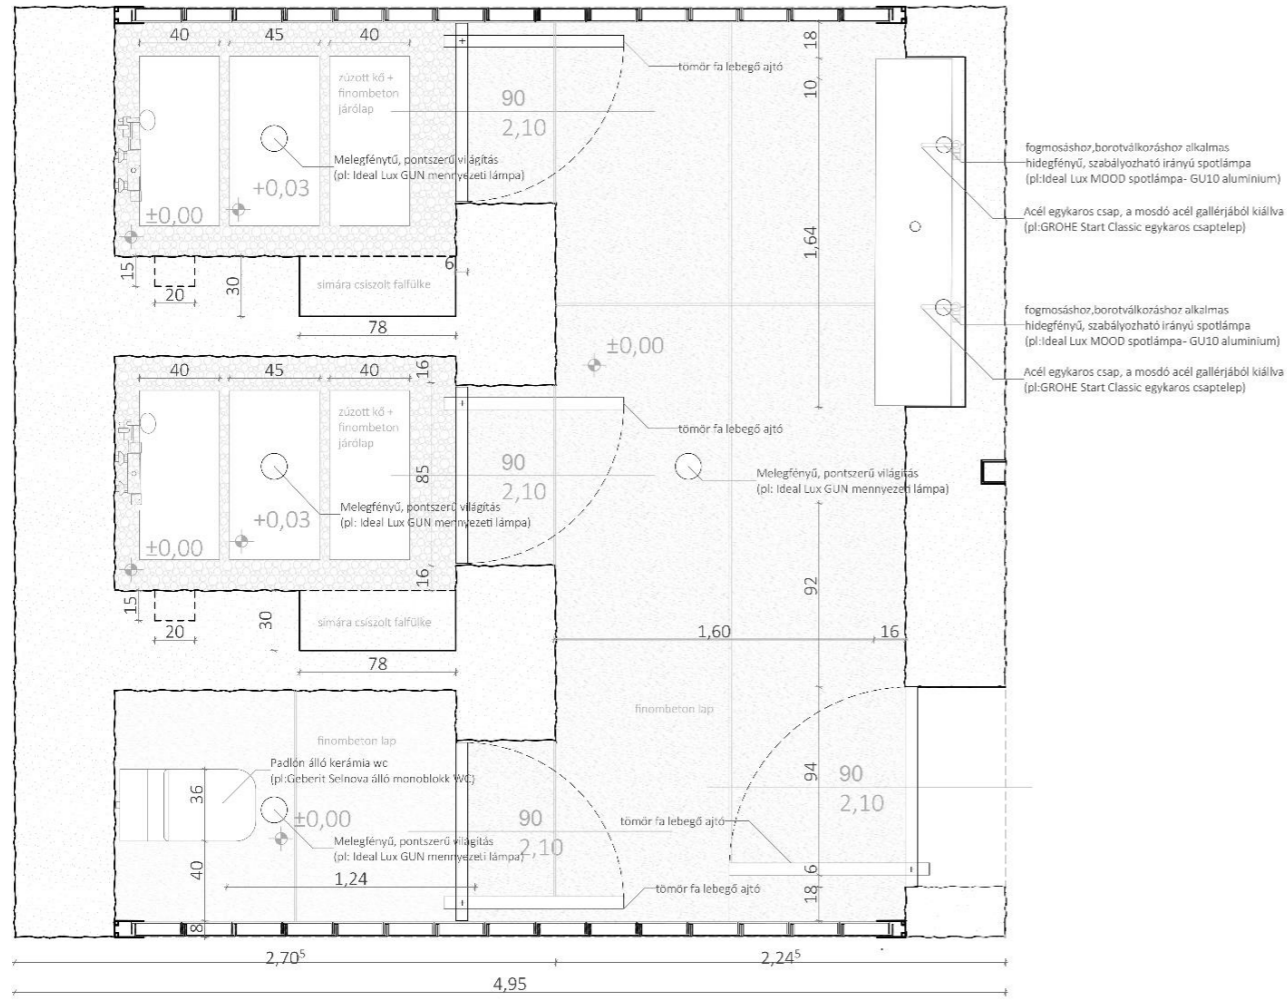 40
45
40
zúzott kő +
finombeton
járólap
90
2,10
tömör fa lebegő ajtó
18
10
Melegfénytű, pontszerű világítás
(pl: Ideal Lux GUN mennyezeti lámpa)
+0,03
±0,00
fogmosáshoz,borotválkozáshoz alkalmas
hidegfényű, szabályozható irányú spotlámpa
(pl:Ideal Lux MOOD spotlámpa- GU10 alumínium)
Acél egykaros csap, a mosdó acél gallérjából kiállva
(pl:GROHE Start Classic egykaros csaptelep)
1,64
15
20
30
simára csiszolt falfülke
6
78
fogmosáshoz,borotválkozáshoz alkalmas
hidegfényű, szabályozható irányú spotlámpa
(pl:Ideal Lux MOOD spotlámpa- GU10 alumínium)
Acél egykaros csap, a mosdó acél gallérjából kiállva
(pl:GROHE Start Classic egykaros csaptelep)
±0,00
40
45
40
16
zúzott kő +
finombeton
járólap
tömör fa lebegő ajtó
90
2,10
85
Melegfényű, pontszerű világítás
(pl: Ideal Lux GUN mennyezeti lámpa)
Melegfényű, pontszerű világítás
(pl: Ideal Lux GUN mennyezeti lámpa)
+0,03
±0,00
16
92
15
20
30
simára csiszolt falfülke
78
1,60
16
finombeton lap
finombeton lap
Padlón álló kerámia wc
(pl:Geberit Selnova álló monoblokk WC)
36
±0,00
90
2,10
94
90
2,10
tömör fa lebegő ajtó
Melegfényű, pontszerű világítás
(pl: Ideal Lux GUN mennyezeti lámpa)
40
1,24
tömör fa lebegő ajtó
6
18
8
2,70⁵
2,24⁵
4,95